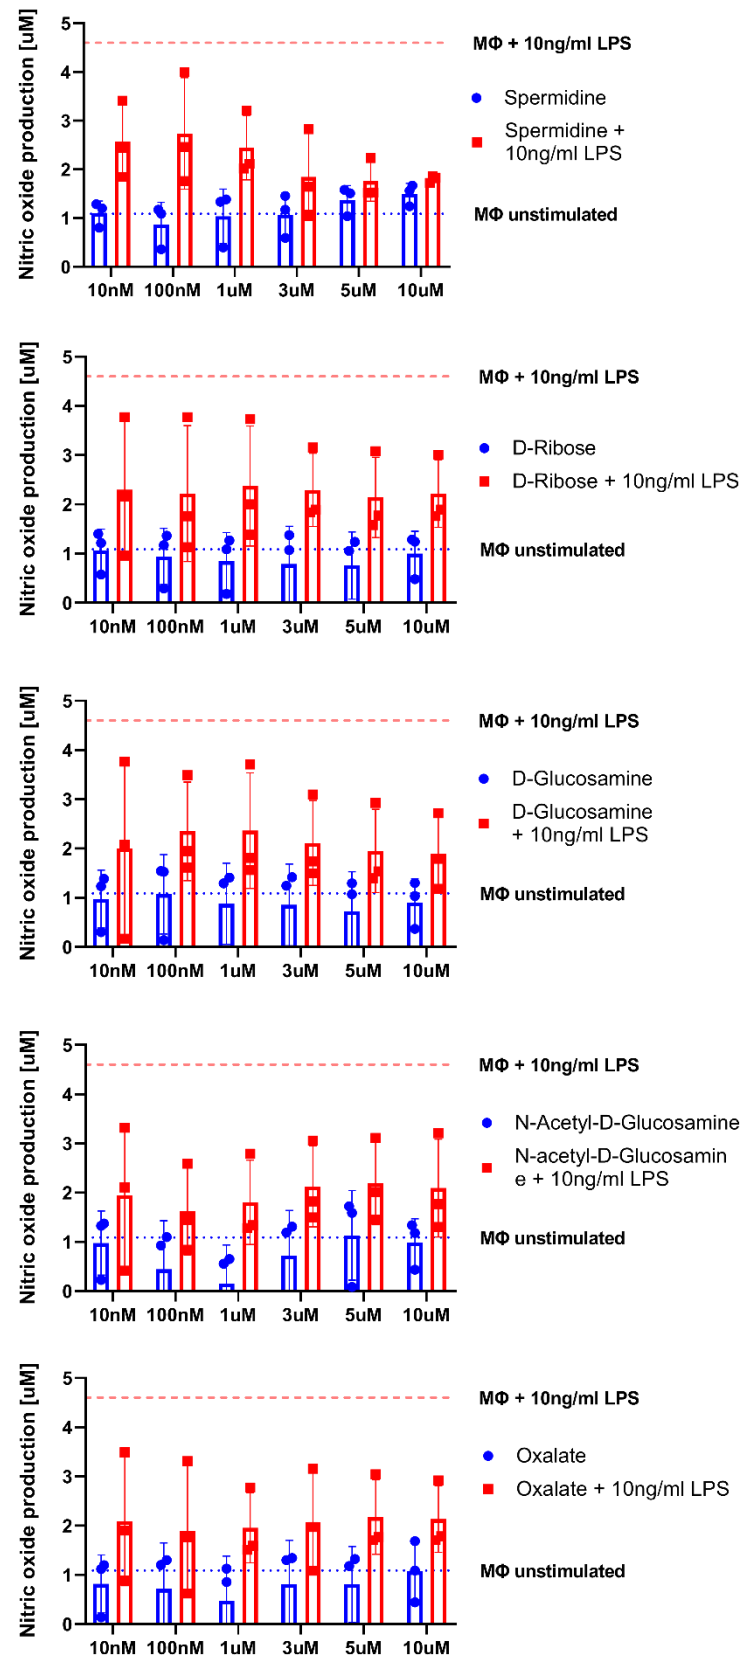 Nitric oxide production [uM]
5
4
3
2
1
0
10nM 100nM 1uM 3uM 5uM 10uM
MΦ + 10ng/ml LPS
Spermidine
Spermidine +
10ng/ml LPS
MΦ unstimulated
Nitric oxide production [uM]
5
4
3
2
1
0
10nM 100nM 1uM 3uM 5uM 10uM
MΦ + 10ng/ml LPS
D-Ribose
D-Ribose + 10ng/ml LPS
MΦ unstimulated
Nitric oxide production [uM]
5
4
3
2
1
0
10nM 100nM 1uM 3uM 5uM 10uM
MΦ + 10ng/ml LPS
D-Glucosamine
D-Glucosamine
+ 10ng/ml LPS
MΦ unstimulated
Nitric oxide production [uM]
5
4
3
2
1
0
10nM 100nM 1uM 3uM 5uM 10uM
MΦ + 10ng/ml LPS
N-Acetyl-D-Glucosamine
N-acetyl-D-Glucosamin
e + 10ng/ml LPS
MΦ unstimulated
Nitric oxide production [uM]
5
4
3
2
1
0
10nM 100nM 1uM 3uM 5uM 10uM
MΦ + 10ng/ml LPS
Oxalate
Oxalate + 10ng/ml LPS
MΦ unstimulated